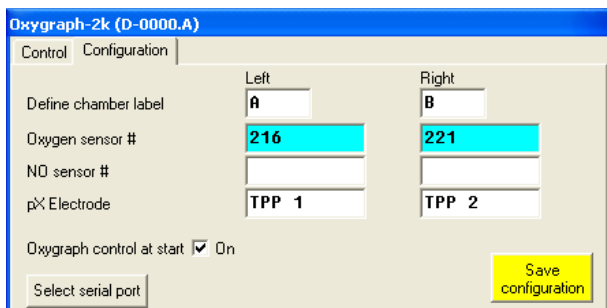 Oxygraph-2k (D-0000.A)
Control Configuration
Left Right
Define chamber label A B
Oxygen sensor # 216 221
NO sensor #
pX Electrode TPP 1 TPP 2
Oxygraph control at start On
Select serial port
Save
configuration